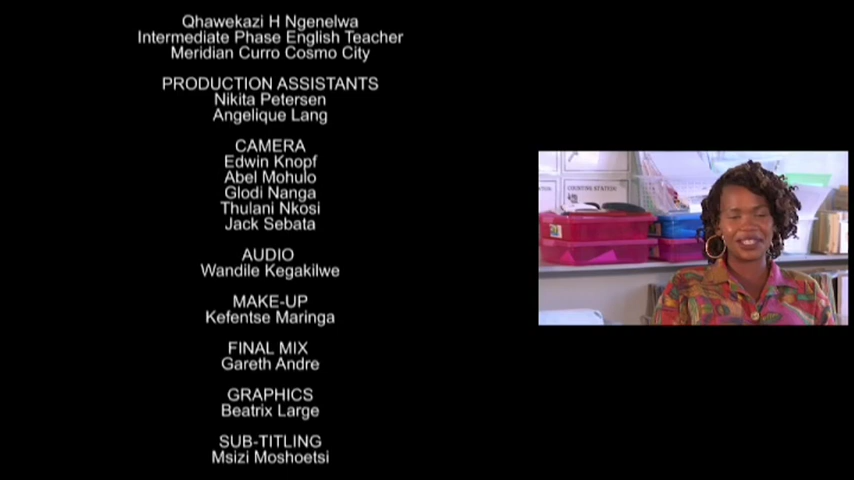 Qhawekazi H Ngenelwa
Intermediate Phase English Teacher
Meridian Curro Cosmo City
PRODUCTION ASSISTANTS
Nikita Petersen
Angelique Lang
CAMERA
Edwin Knopf
Abel Mohulo
Glodi Nanga
Thulani Nkosi
Jack Sebata
AUDIO
Wandile Kegakilwe
MAKE-UP
Kefentse Maringa
FINAL MIX
Gareth Andre
GRAPHICS
Beatrix Large
SUB-TITLING
Msizi Moshoetsi
COUNTING STATION